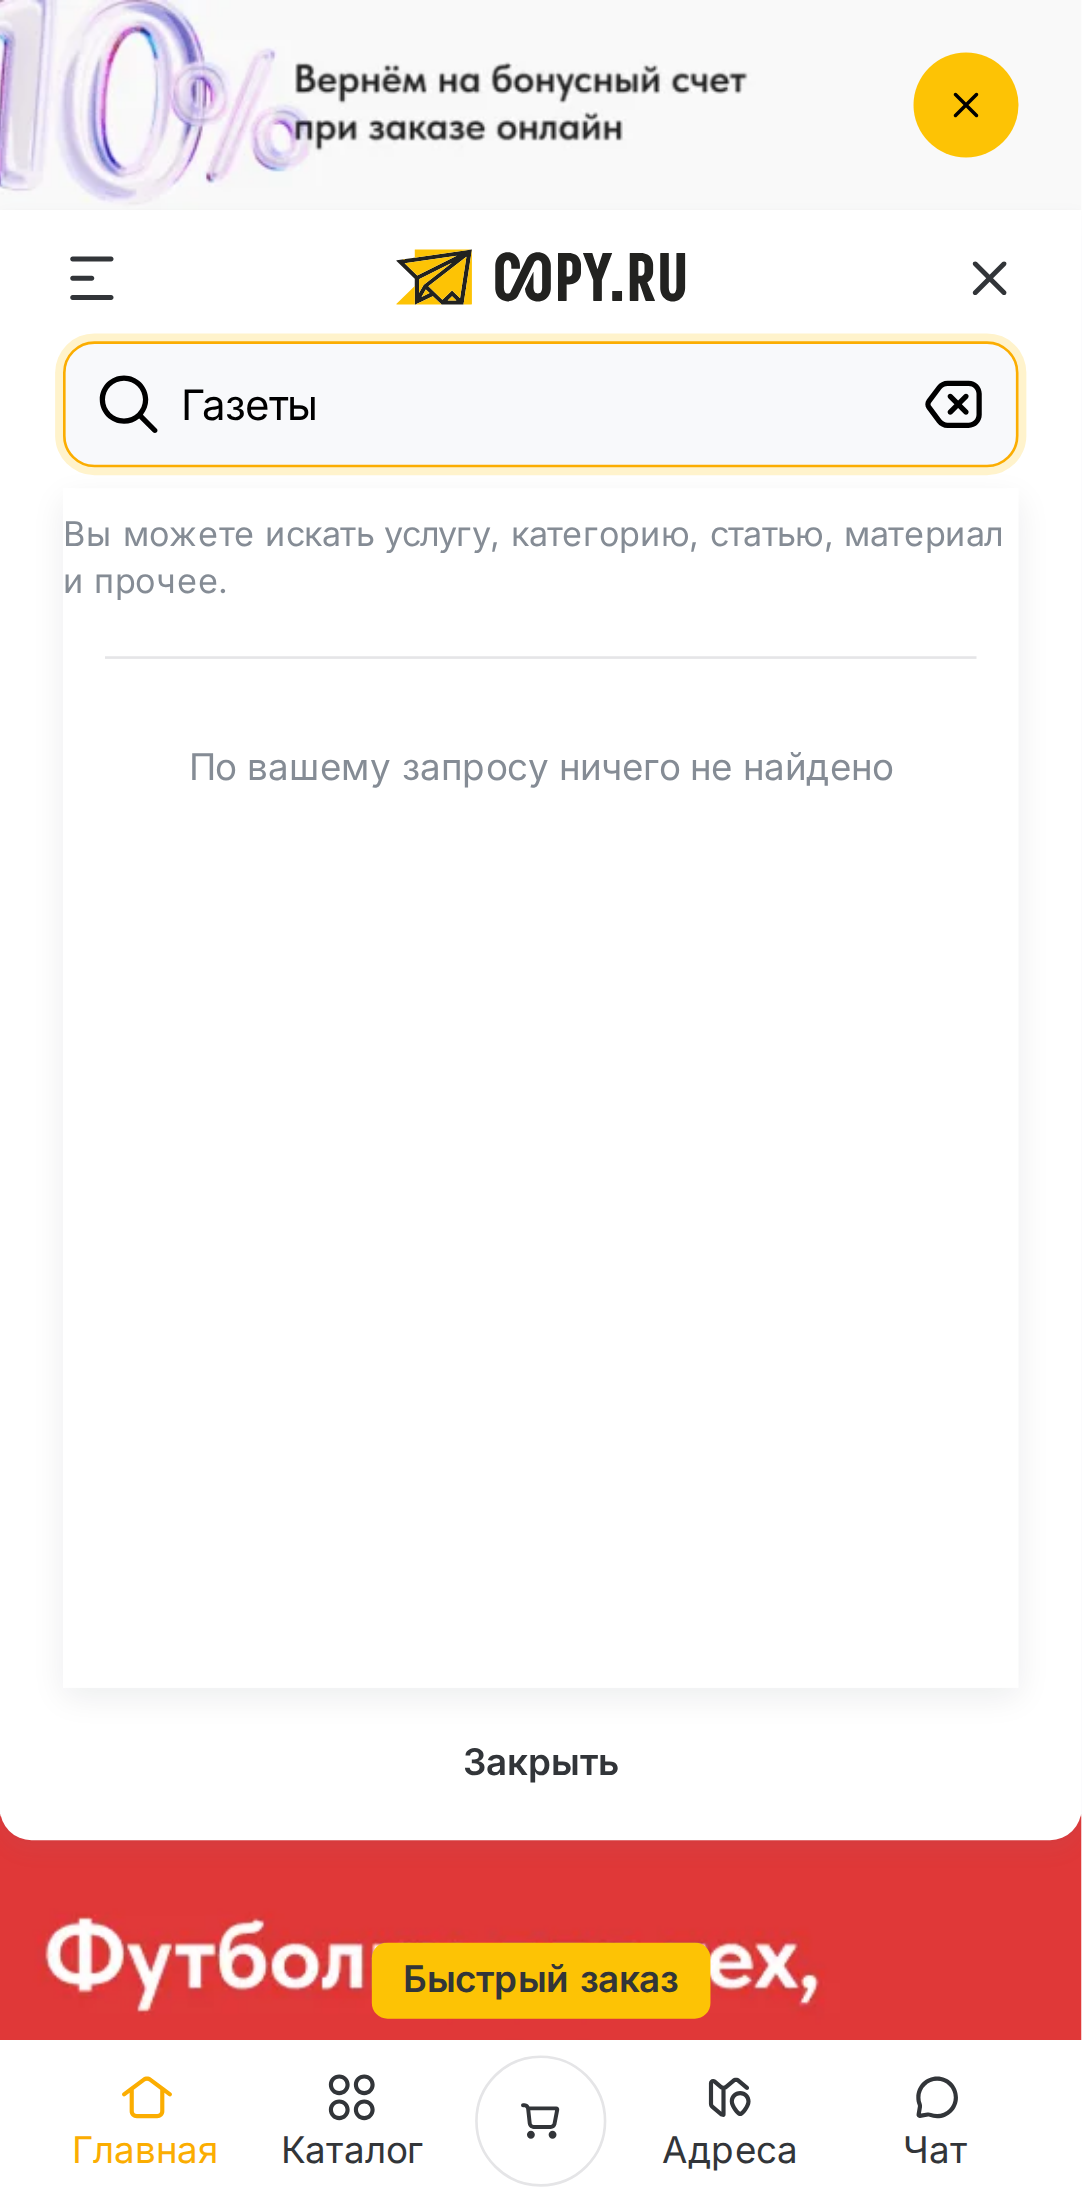 10%
Вернём на бонусный счет
при заказе онлайн
COPY.RU
Газеты
Вы можете искать услугу, категорию, статью, материал
и прочее.
По вашему запросу ничего не найдено
Закрыть
Футбол ех,
Быстрый заказ
Главная
Каталог
Адреса
Чат